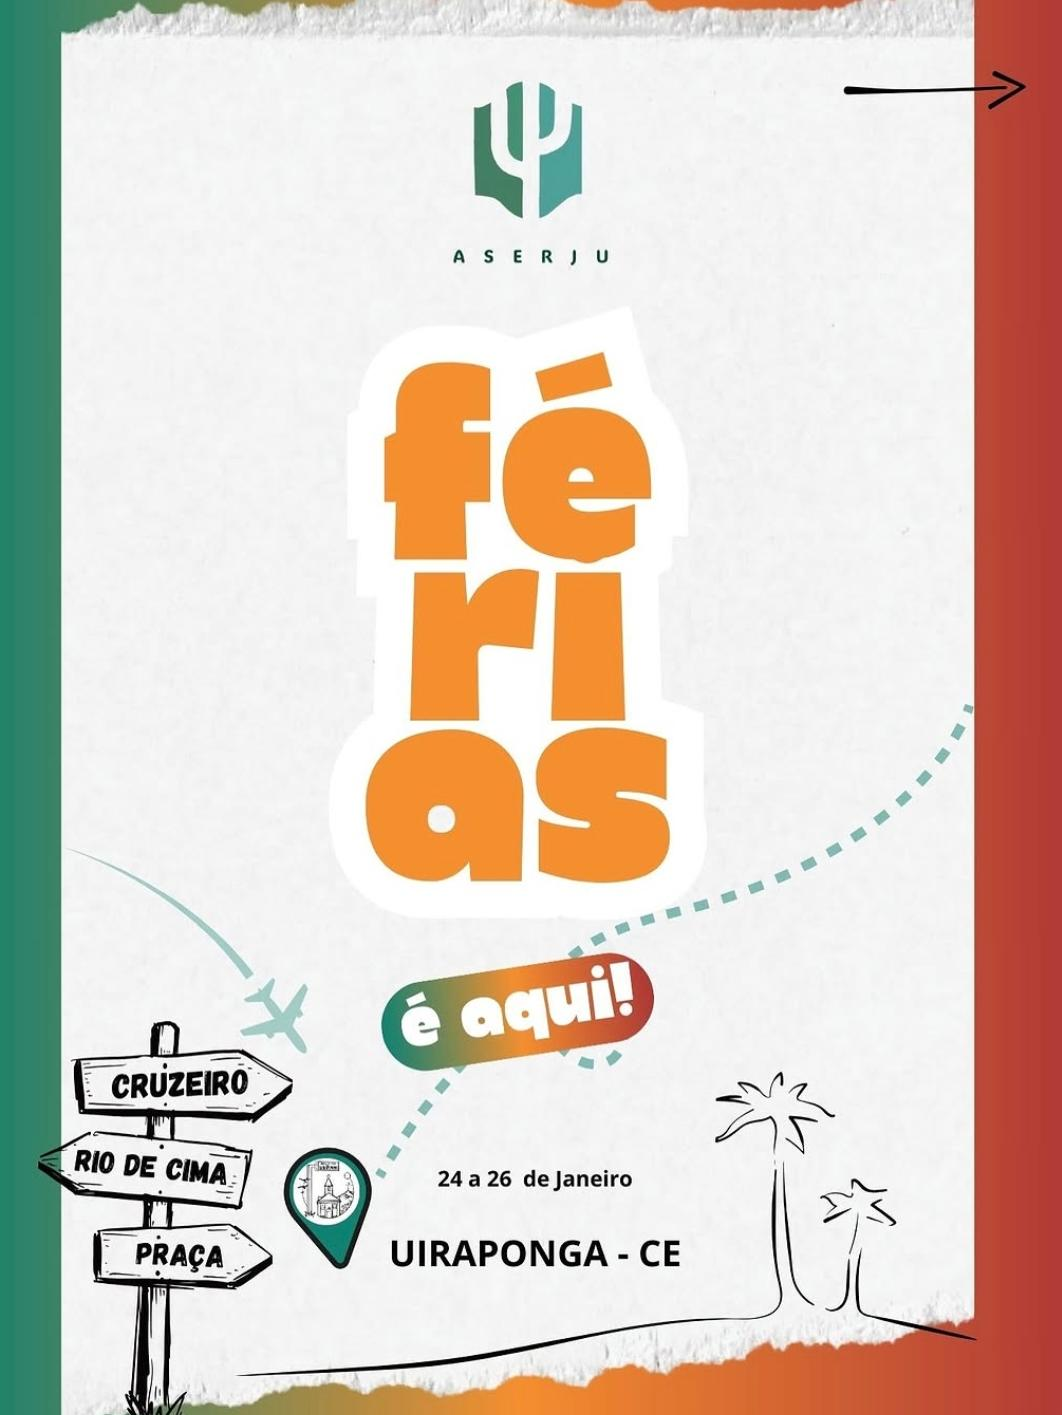 ASERJU
fé
ri
as
é aqui!
CRUZEIRO
RIO DE CIMA
PRAÇA
24 a 26 de Janeiro
UIRAPONGA - CE